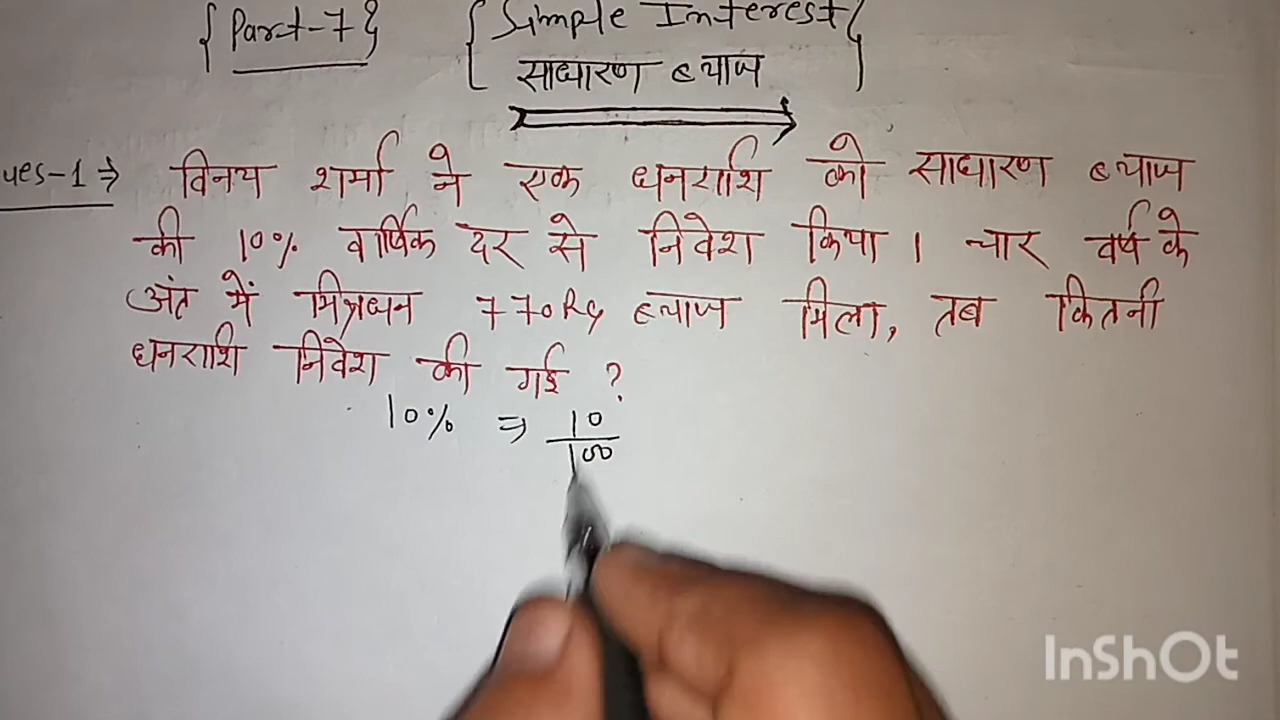 {Part-7} {Simple Interest}
साधारण ब्याज
ues-1⇒ विनय शर्मा ने एक धनराशि को साधारण ब्याज
की 10% वार्षिक दर से निवेश किया। चार वर्ष के
अंत में मिश्रधन 770Rs ब्याज मिला, तब कितनी
धनराशि निवेश की गई ?
10% ⇒ 10/100
InShOt